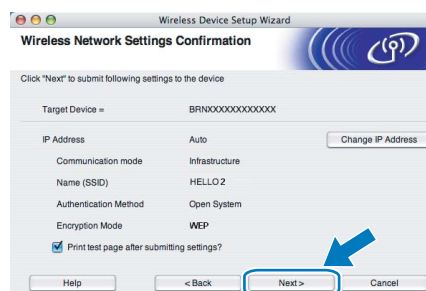 Wireless Device Setup Wizard
Wireless Network Settings Confirmation
Click "Next" to submit following settings to the device
Target Device = BRNXXXXXXXXXXXX
IP Address Auto Change IP Address
Communication mode Infrastructure
Name (SSID) HELLO 2
Authentication Method Open System
Encryption Mode WEP
Print test page after submitting settings?
Help < Back Next > Cancel